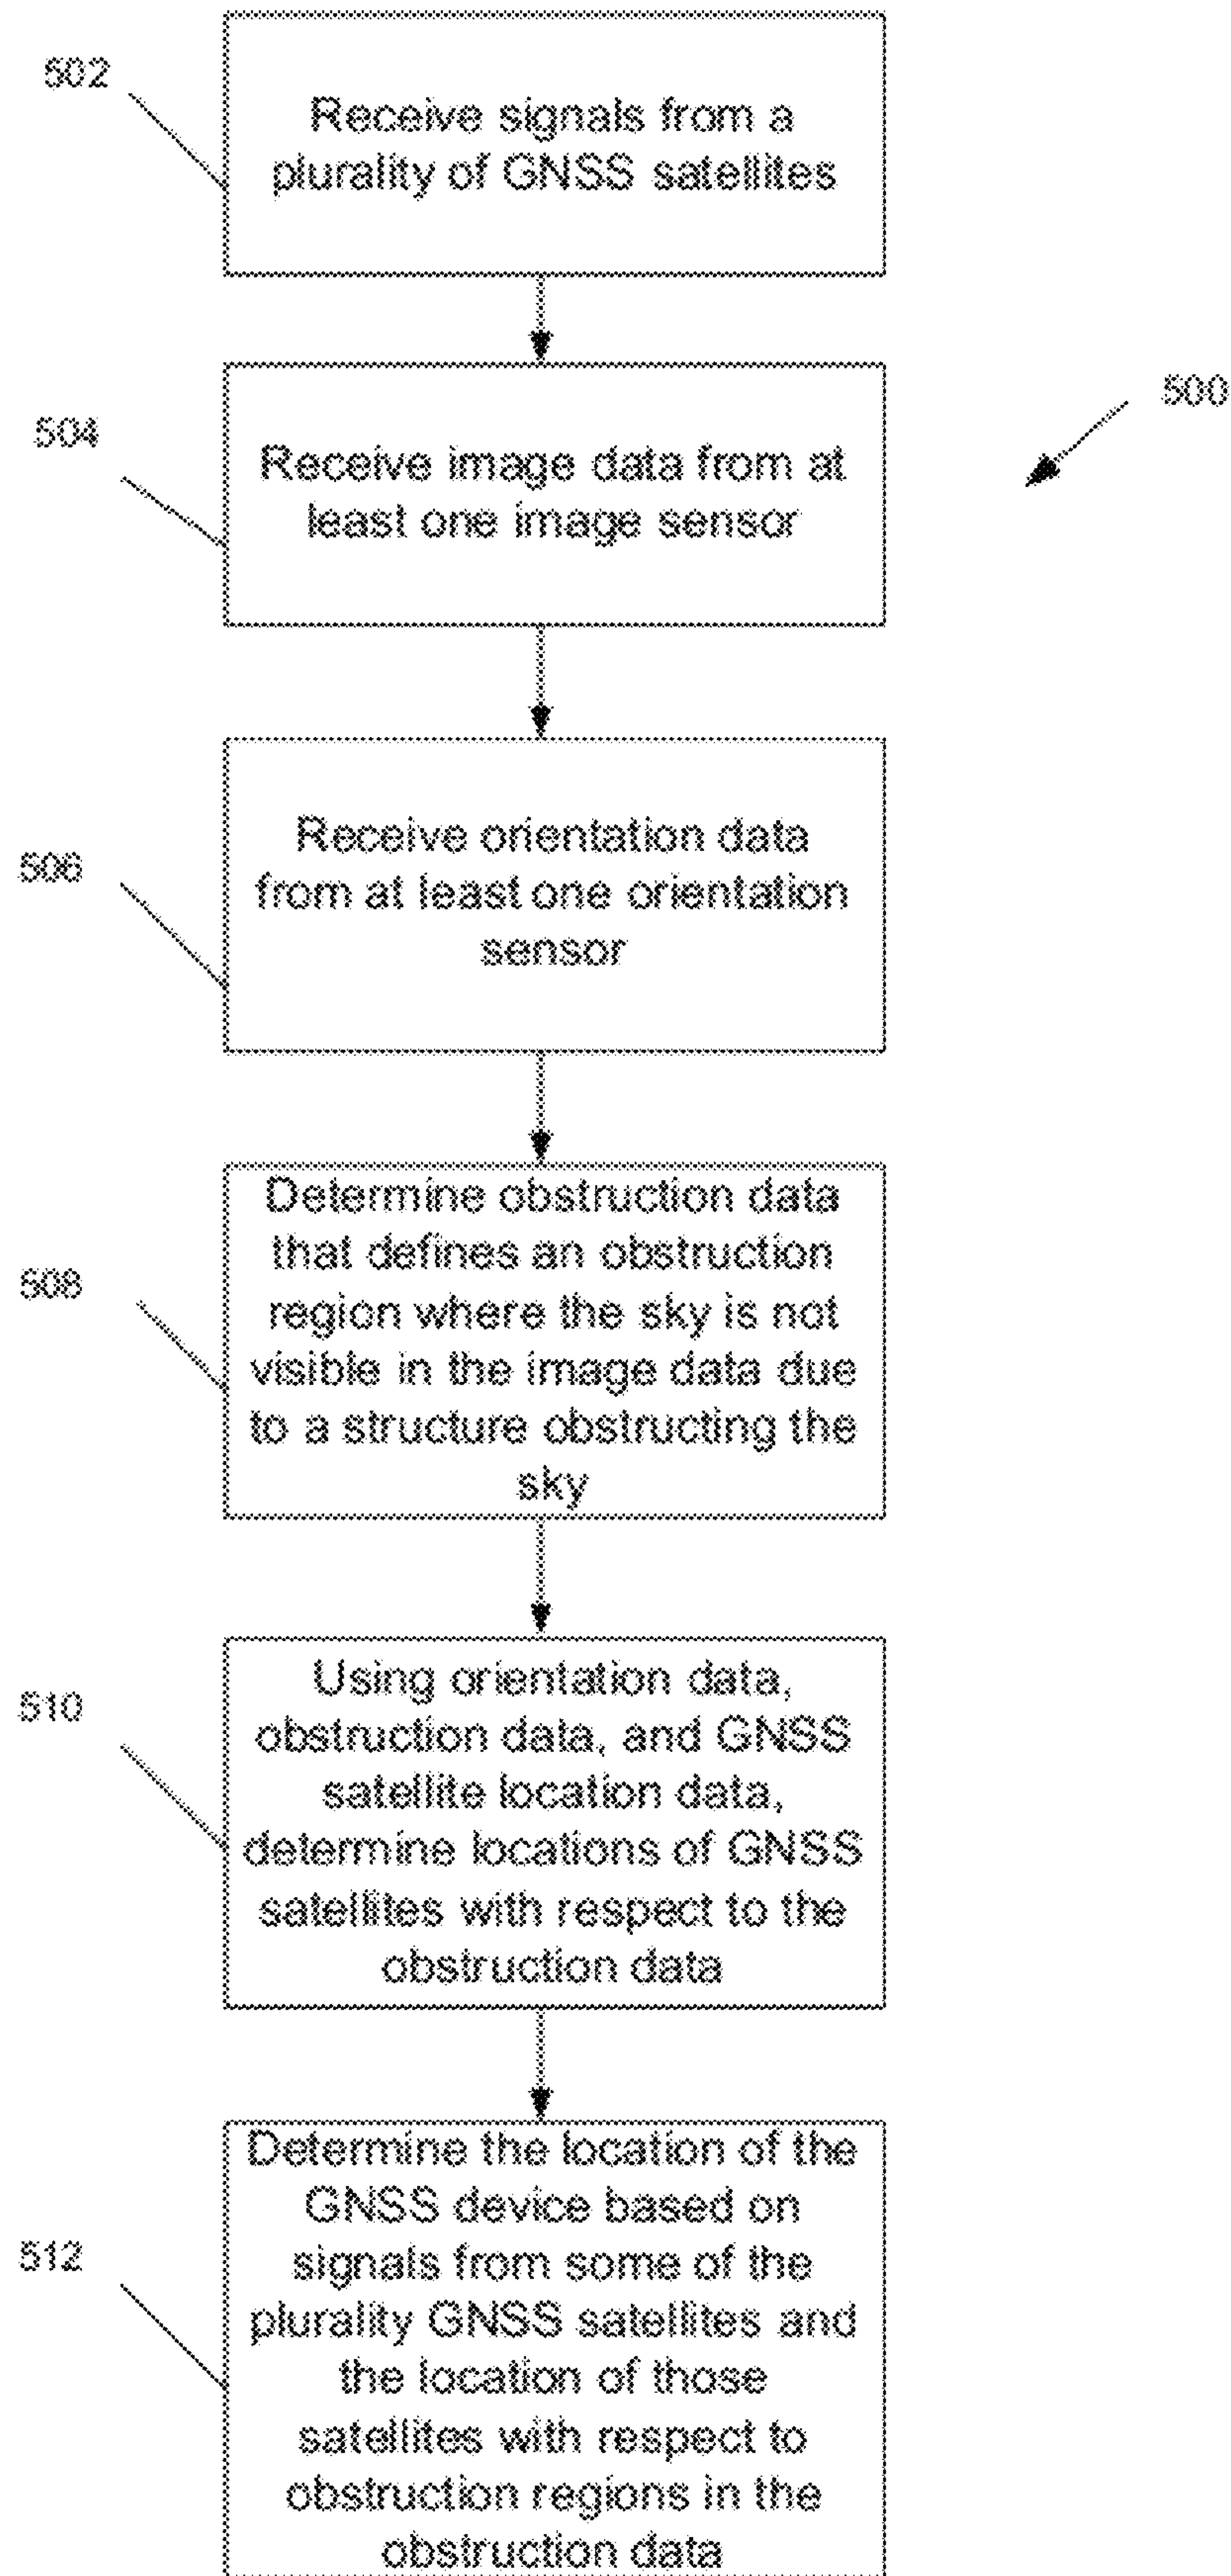 502
Receive signals from a
plurality of GNSS satellites
504
Receive image data from at
least one image sensor
500
506
Receive orientation data
from at least one orientation
sensor
508
Determine obstruction data
that defines an obstruction
region where the sky is not
visible in the image data due
to a structure obstructing the
sky
510
Using orientation data,
obstruction data, and GNSS
satellite location data,
determine locations of GNSS
satellites with respect to the
obstruction data
512
Determine the location of the
GNSS device based on
signals from some of the
plurality GNSS satellites and
the location of those
satellites with respect to
obstruction regions in the
obstruction data